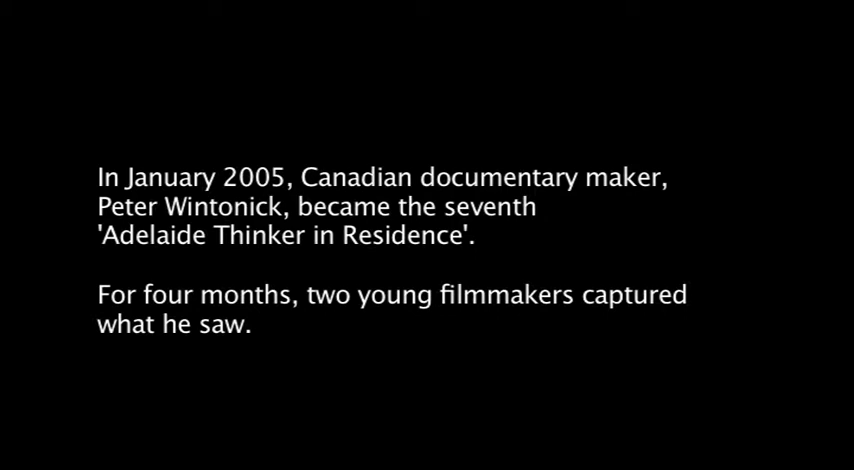 In January 2005, Canadian documentary maker,
Peter Wintonick, became the seventh
'Adelaide Thinker in Residence'.
For four months, two young filmmakers captured
what he saw.